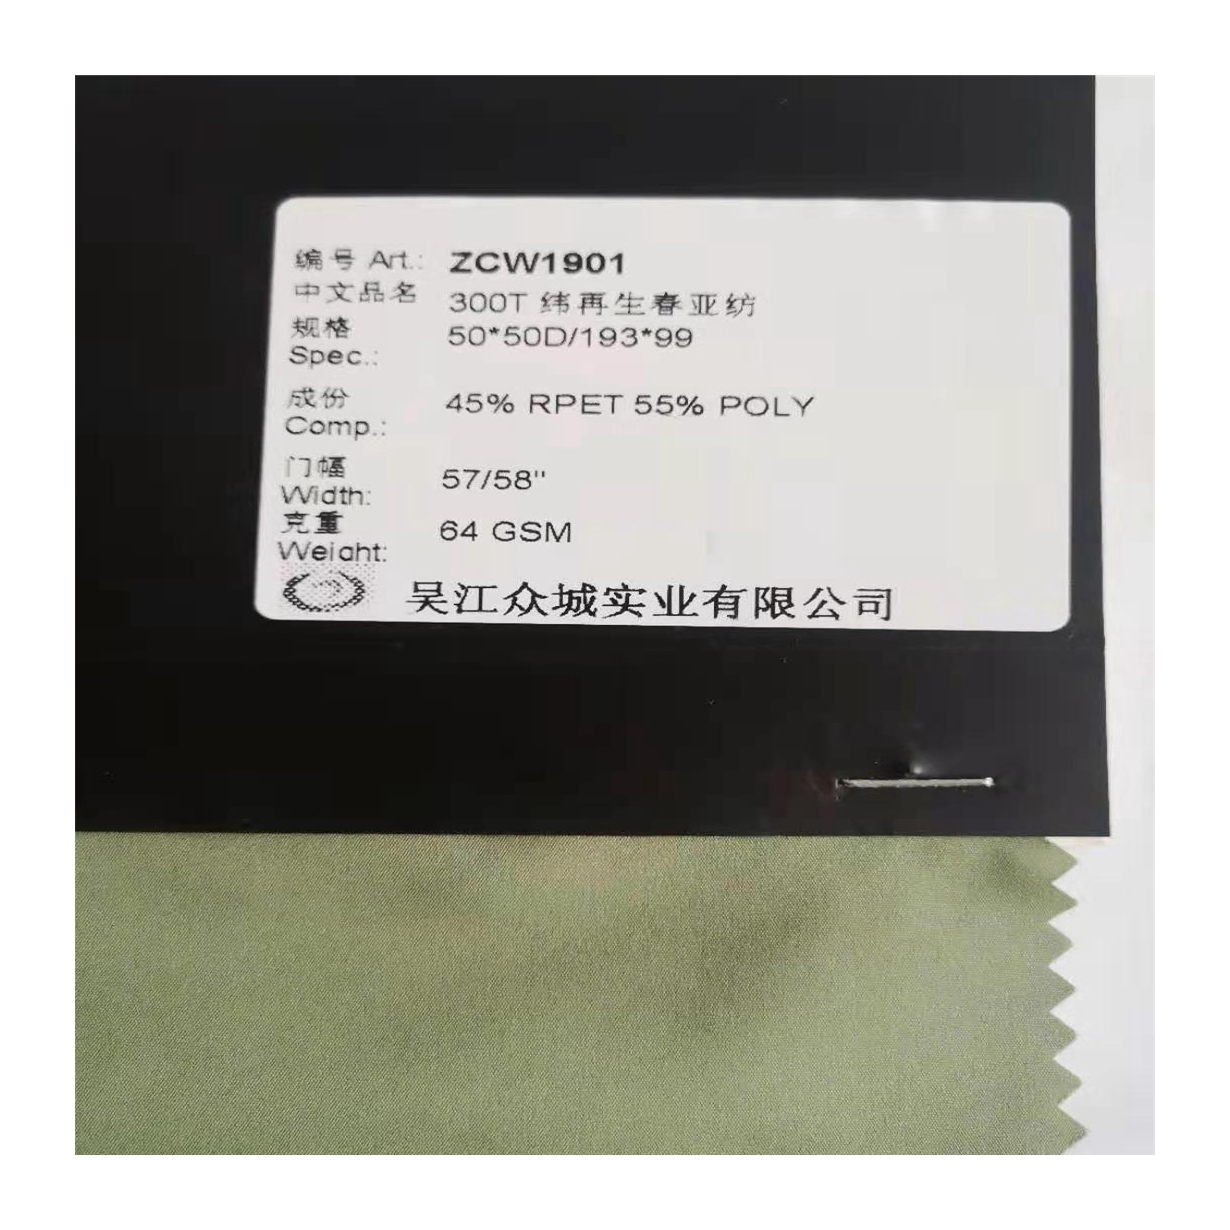 编号 Art.: ZCW1901
中文品名 300T 纬再生春亚纺
规格 50*50D/193*99
Spec.:
成份 45% RPET 55% POLY
Comp.:
门幅 57/58"
Width:
克重 64 GSM
Weight:
吴江众城实业有限公司